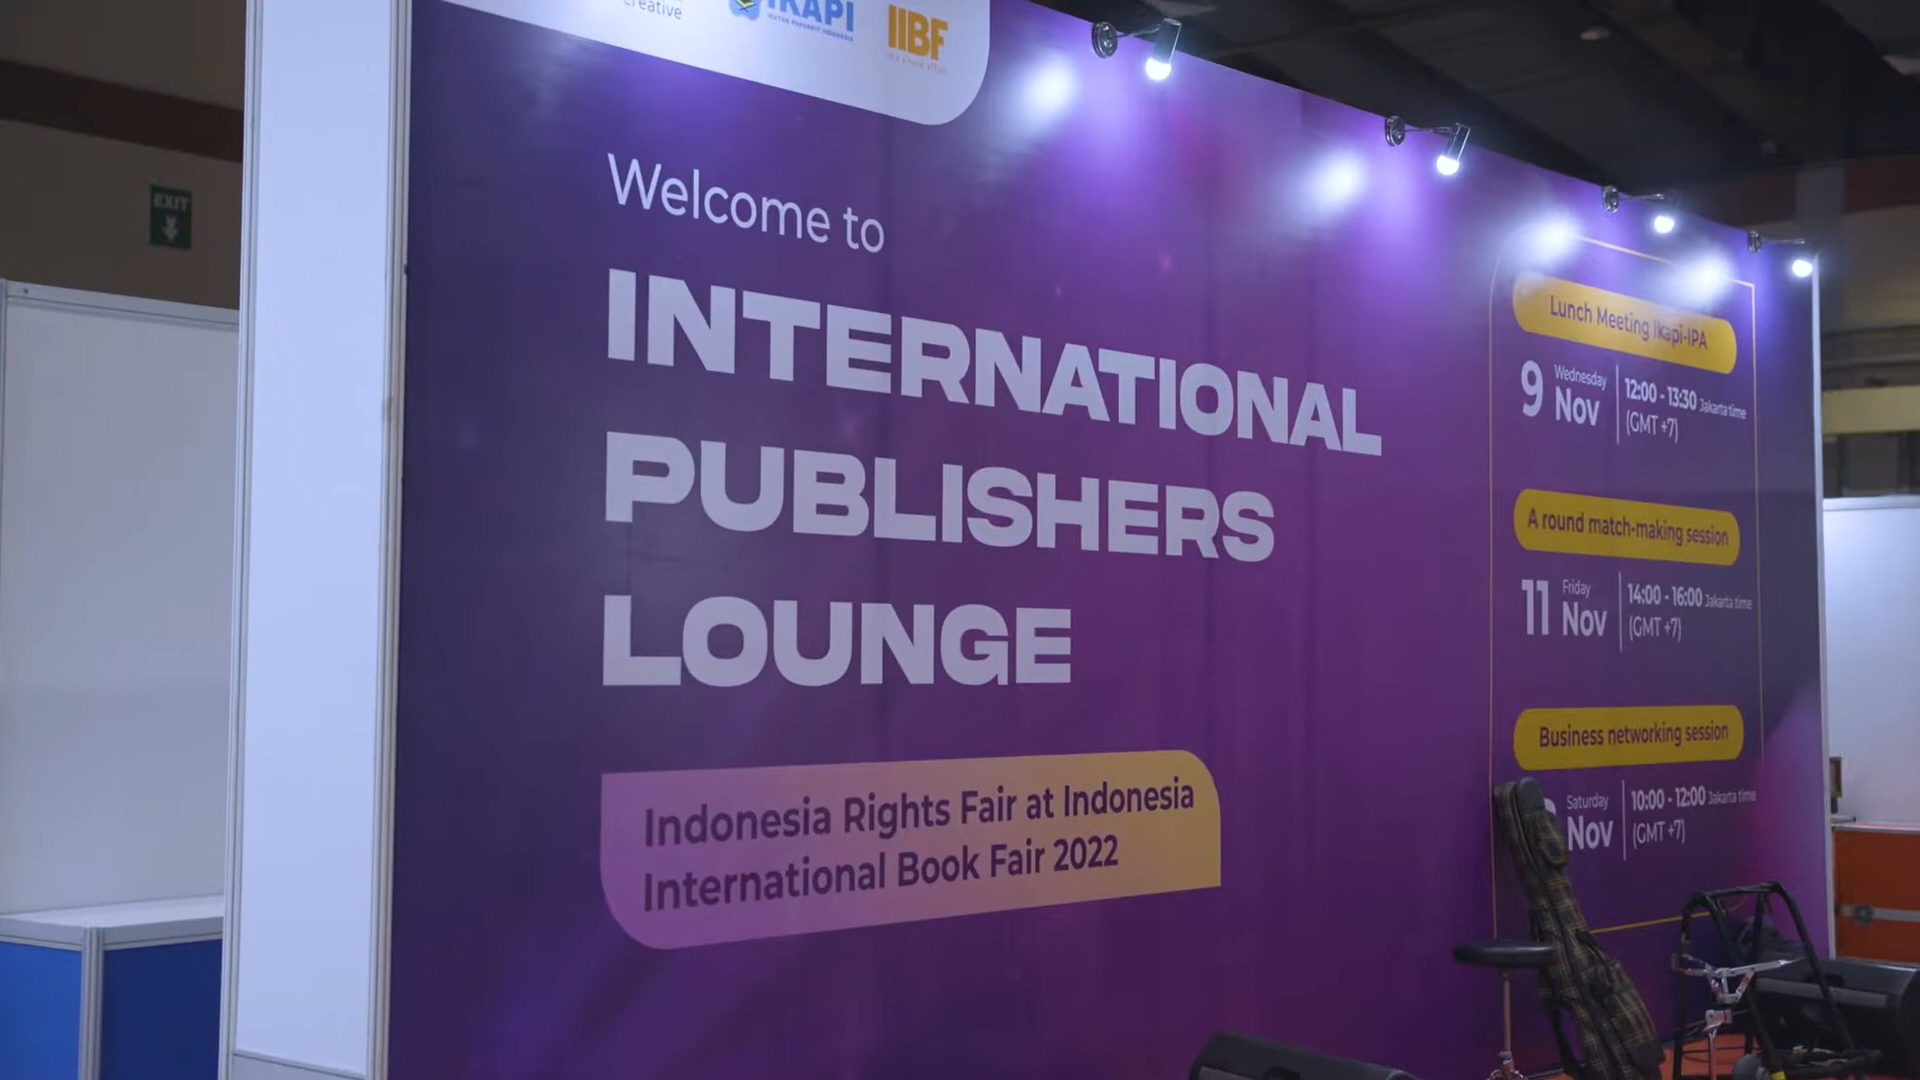 creative
IKAPI
IKATAN PENERBIT INDONESIA
IIBF
EXIT
Welcome to
INTERNATIONAL
PUBLISHERS
LOUNGE
Indonesia Rights Fair at Indonesia
International Book Fair 2022
Lunch Meeting Ikapi-IPA
9 Wednesday Nov
12:00 - 13:30 Jakarta time
(GMT +7)
A round match-making session
11 Friday Nov
14:00 - 16:00 Jakarta time
(GMT +7)
Business networking session
Saturday Nov
10:00 - 12:00 Jakarta time
(GMT +7)